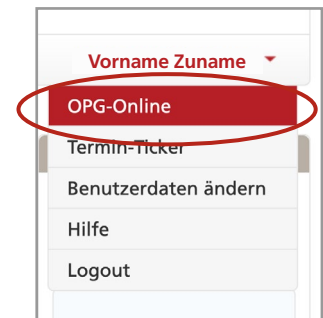 Vorname Zuname
OPG-Online
Termin-Ticker
Benutzerdaten ändern
Hilfe
Logout